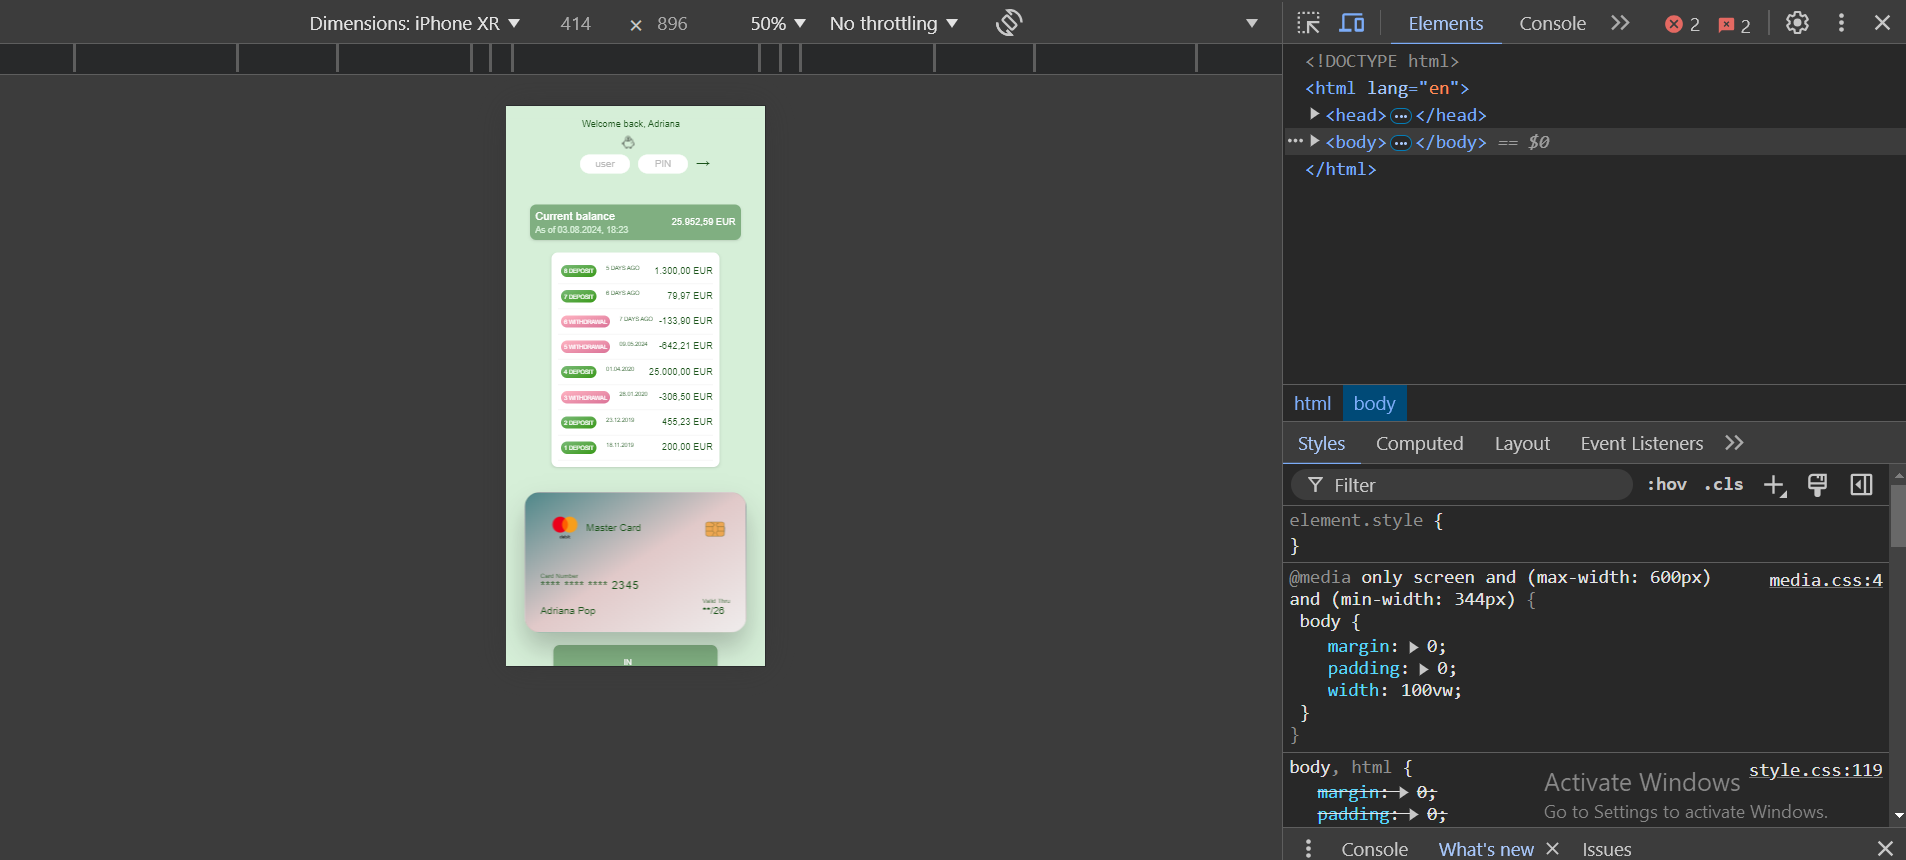 Dimensions: iPhone XR 414 × 896 50% No throttling
Elements Console 2 2
Welcome back, Adriana
user PIN →
Current balance
As of 03.08.2024, 18:23
25.952,59 EUR
8 DEPOSIT 5 DAYS AGO 1.300,00 EUR
7 DEPOSIT 6 DAYS AGO 79,97 EUR
6 WITHDRAWAL 7 DAYS AGO -133,90 EUR
5 WITHDRAWAL 09.05.2024 -642,21 EUR
4 DEPOSIT 01.04.2020 25.000,00 EUR
3 WITHDRAWAL 28.01.2020 -306,50 EUR
2 DEPOSIT 23.12.2019 455,23 EUR
1 DEPOSIT 18.11.2019 200,00 EUR
Master Card
Card Number
**** **** **** 2345
Valid Thru
Adriana Pop **/26
IN
<!DOCTYPE html>
<html lang="en">
<head> ••• </head>
••• <body> ••• </body> == $0
</html>
html body
Styles Computed Layout Event Listeners
Filter :hov .cls
element.style {
}
@media only screen and (max-width: 600px) media.css:4
and (min-width: 344px) {
body {
margin: 0;
padding: 0;
width: 100vw;
}
}
body, html { style.css:119
margin: 0;
padding: 0;
Activate Windows
Go to Settings to activate Windows.
Console What's new Issues